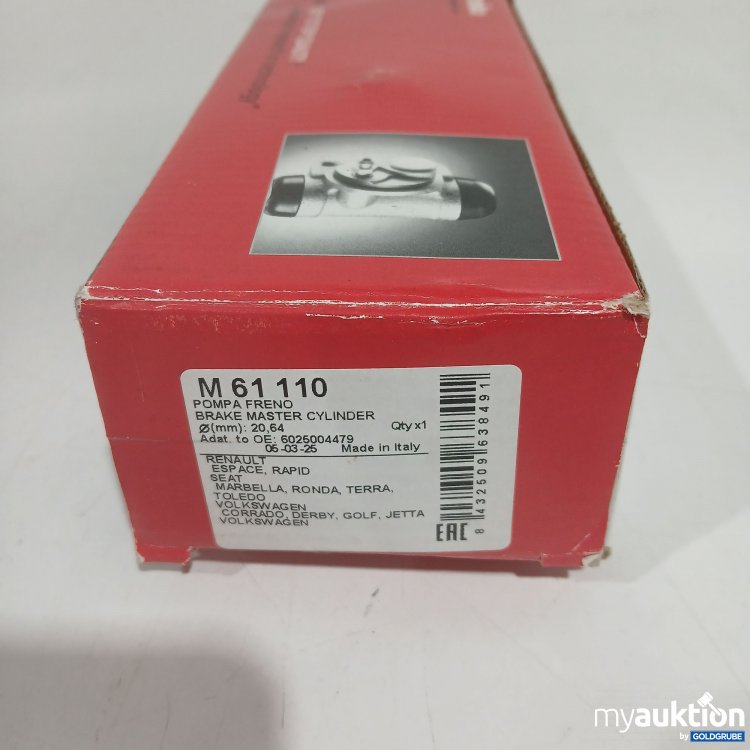 M 61 110
POMPA FRENO
BRAKE MASTER CYLINDER
Ø(mm): 20,64 Qty x1
Adat. to OE: 6025004479
05-03-25 Made in Italy
RENAULT
ESPACE, RAPID
SEAT
MARBELLA, RONDA, TERRA,
TOLEDO
VOLKSWAGEN
CORRADO, DERBY, GOLF, JETTA
VOLKSWAGEN
EAC
8 432509 638491
myauktion
by GOLDGRUBE